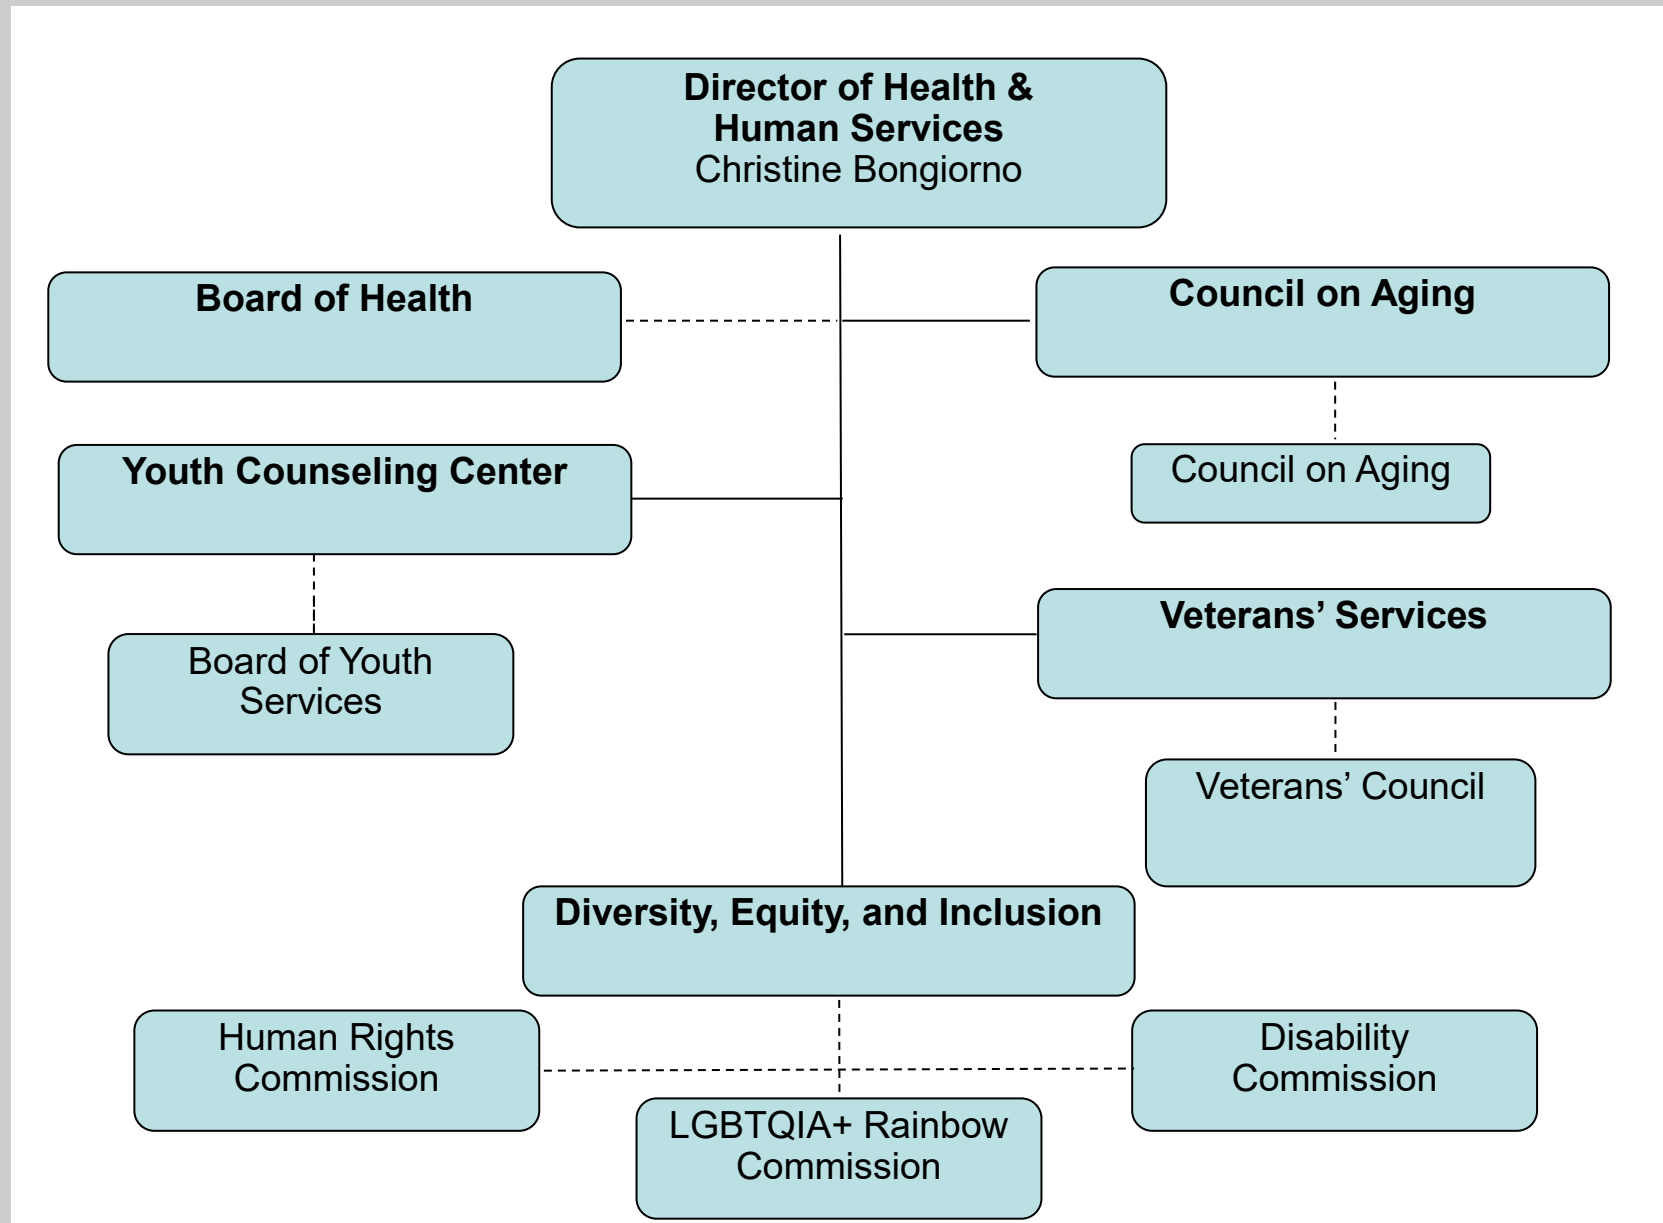 Director of Health &
Human Services
Christine Bongiorno
Board of Health
Council on Aging
Youth Counseling Center
Council on Aging
Board of Youth
Services
Veterans’ Services
Veterans’ Council
Diversity, Equity, and Inclusion
Human Rights
Commission
LGBTQIA+ Rainbow
Commission
Disability
Commission